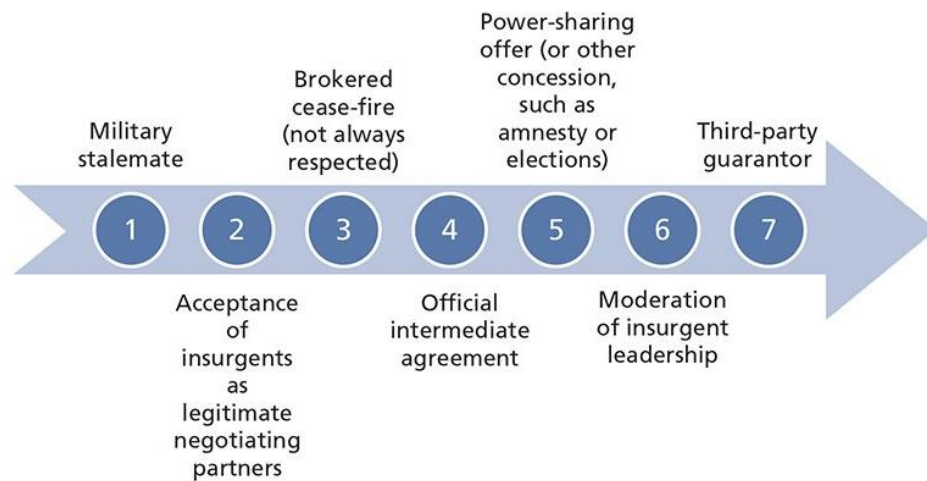 Military
stalemate
1
Acceptance
of
insurgents
as
legitimate
negotiating
partners
2
Brokered
cease-fire
(not always
respected)
3
Official
intermediate
agreement
4
Power-sharing
offer (or other
concession,
such as
amnesty or
elections)
5
Moderation
of insurgent
leadership
6
Third-party
guarantor
7